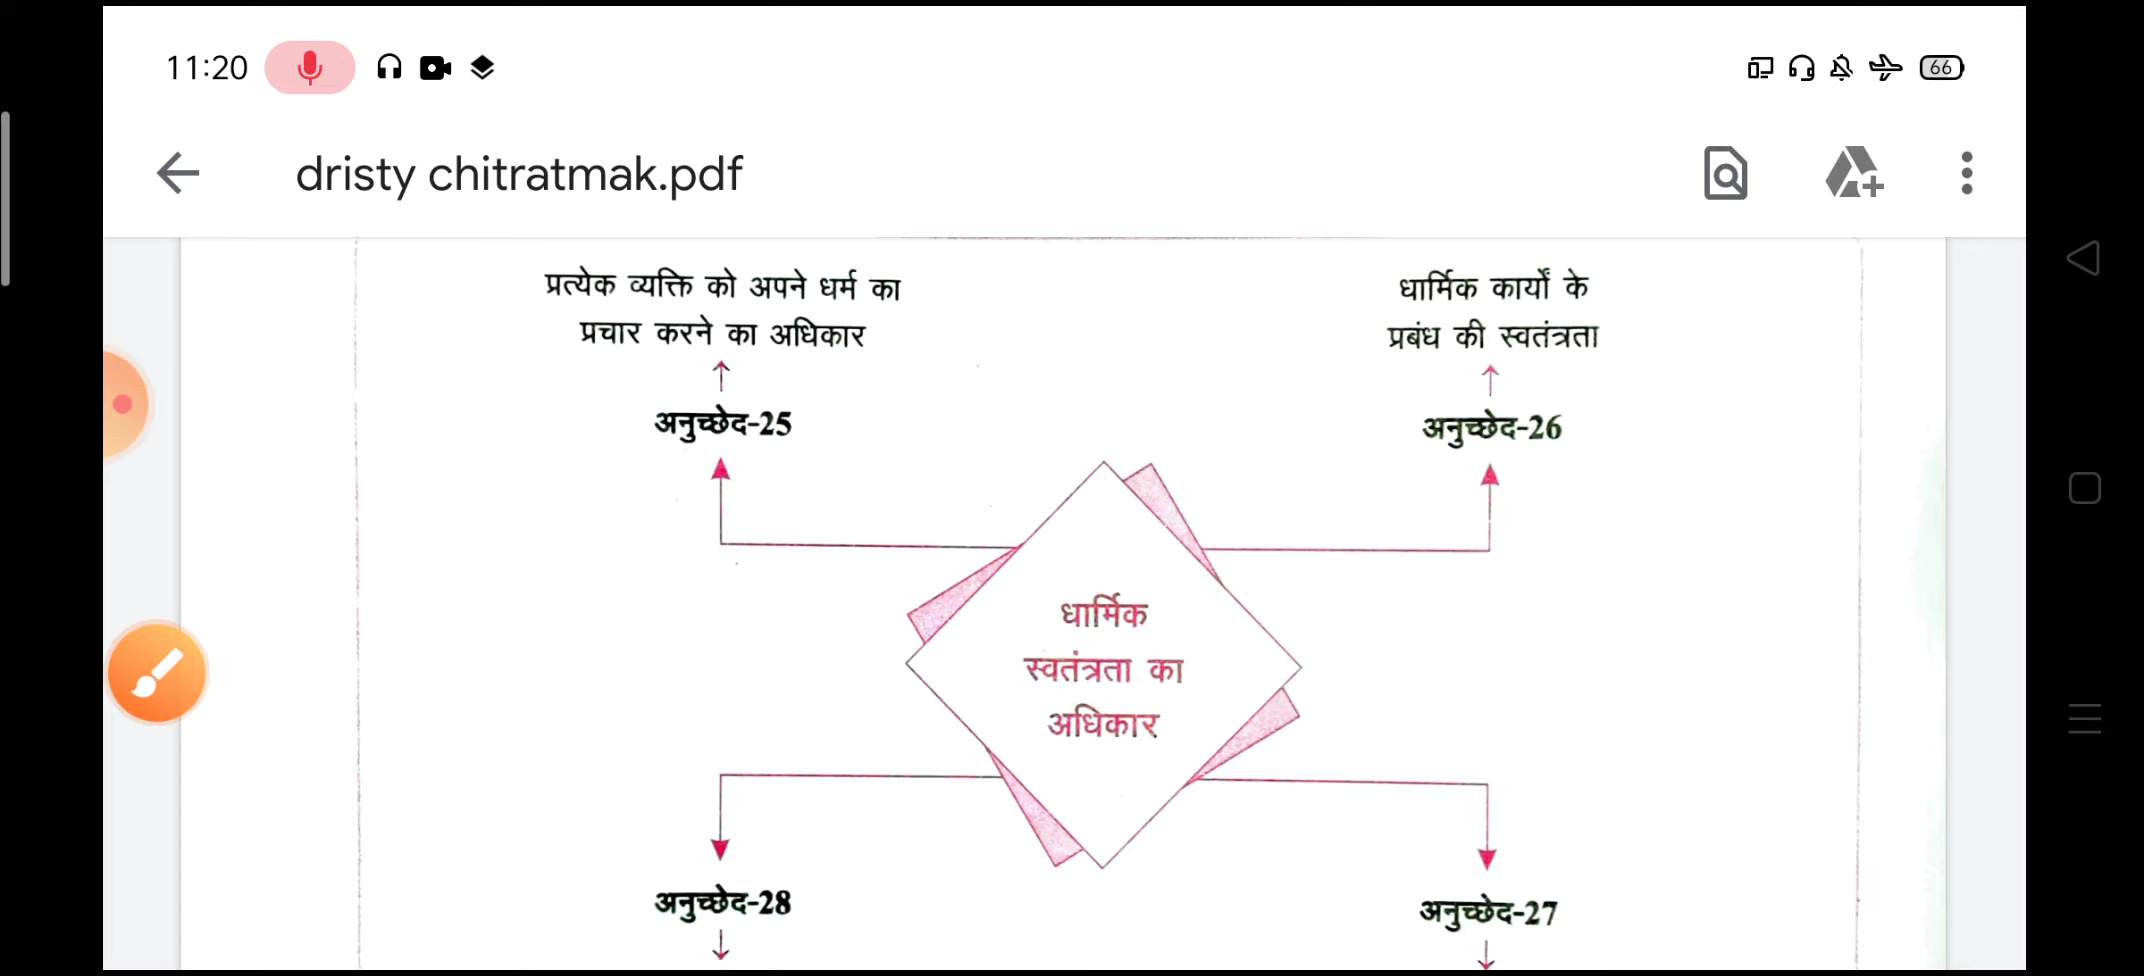 11:20
66
dristy chitratmak.pdf
प्रत्येक व्यक्ति को अपने धर्म का
प्रचार करने का अधिकार
धार्मिक कार्यों के
प्रबंध की स्वतंत्रता
अनुच्छेद-25
अनुच्छेद-26
धार्मिक
स्वतंत्रता का
अधिकार
अनुच्छेद-28
अनुच्छेद-27